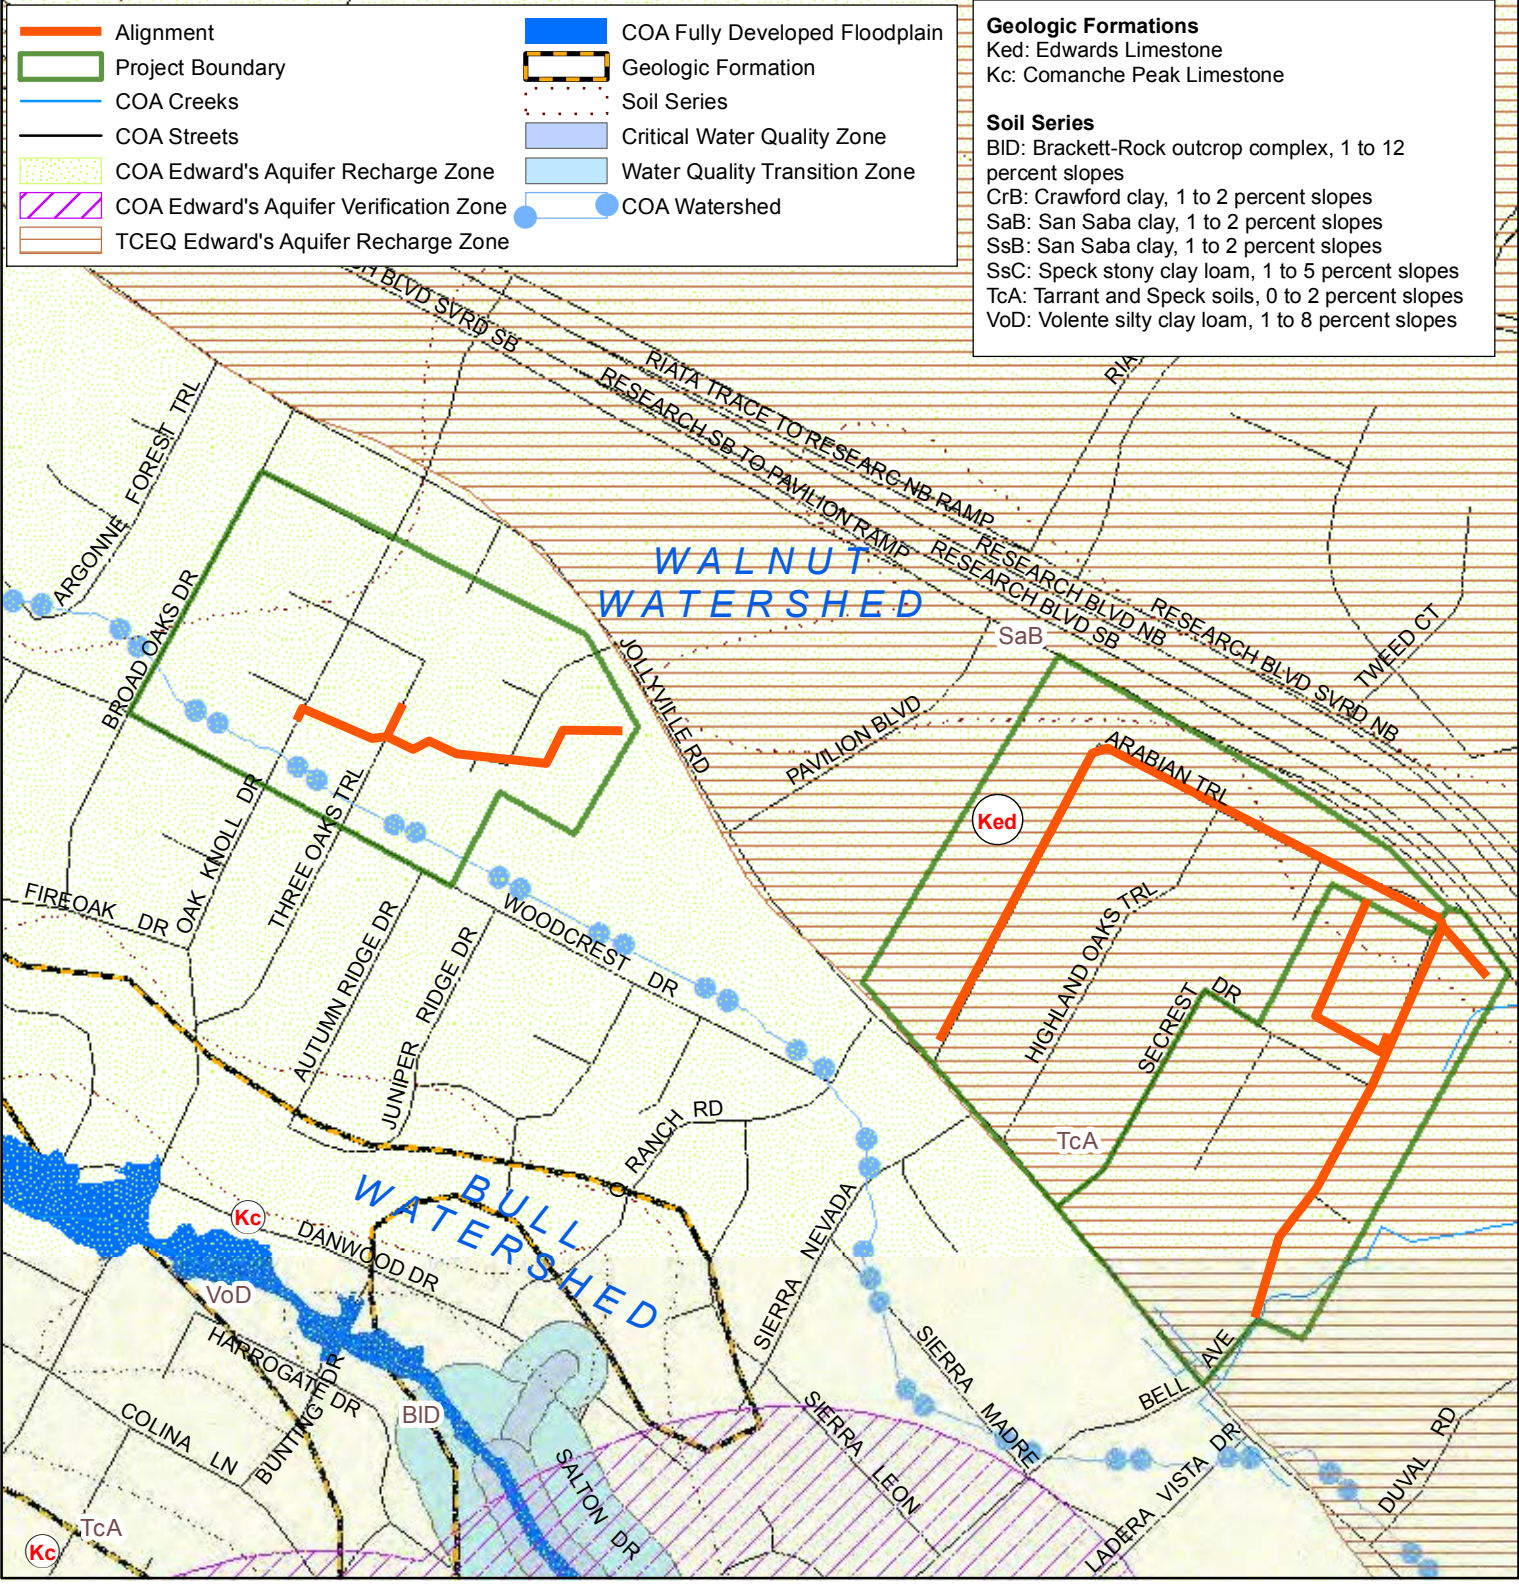 Alignment
Project Boundary
COA Creeks
COA Streets
COA Edward's Aquifer Recharge Zone
COA Edward's Aquifer Verification Zone
TCEQ Edward's Aquifer Recharge Zone
COA Fully Developed Floodplain
Geologic Formation
Soil Series
Critical Water Quality Zone
Water Quality Transition Zone
COA Watershed
Geologic Formations
Ked: Edwards Limestone
Kc: Comanche Peak Limestone
Soil Series
BID: Brackett-Rock outcrop complex, 1 to 12
percent slopes
CrB: Crawford clay, 1 to 2 percent slopes
SaB: San Saba clay, 1 to 2 percent slopes
SsB: San Saba clay, 1 to 2 percent slopes
SsC: Speck stony clay loam, 1 to 5 percent slopes
TcA: Tarrant and Speck soils, 0 to 2 percent slopes
VoD: Volente silty clay loam, 1 to 8 percent slopes
H BLVD SVRD SB
RIATA TRACE TO RESEARC NB RAMP
RESEARCH SB TO PAVILION RAMP
RIA
ARGONNE FOREST TRL
WALNUT
WATERSHED
RESEARCH BLVD NB
RESEARCH BLVD SB
RESEARCH BLVD SVRD NB
TWEED CT
SaB
BROAD OAKS DR
JOLLYVILLE RD
PAVILION BLVD
ARABIAN TRL
Ked
OAK KNOLL DR
THREE OAKS TRL
FIREOAK DR
AUTUMN RIDGE DR
JUNIPER RIDGE DR
WOODCREST DR
HIGHLAND OAKS TRL
SECREST DR
TcA
D RANCH RD
BULL
WATERSHED
Kc
DANWOOD DR
SIERRA NEVADA
VoD
HARROGATE DR
BUNTING DR
SIERRA MADRE
BELL AVE
BID
COLINA LN
SIERRA LEON
SALTON DR
LADERA VISTA DR
DUVAL RD
TcA
Kc